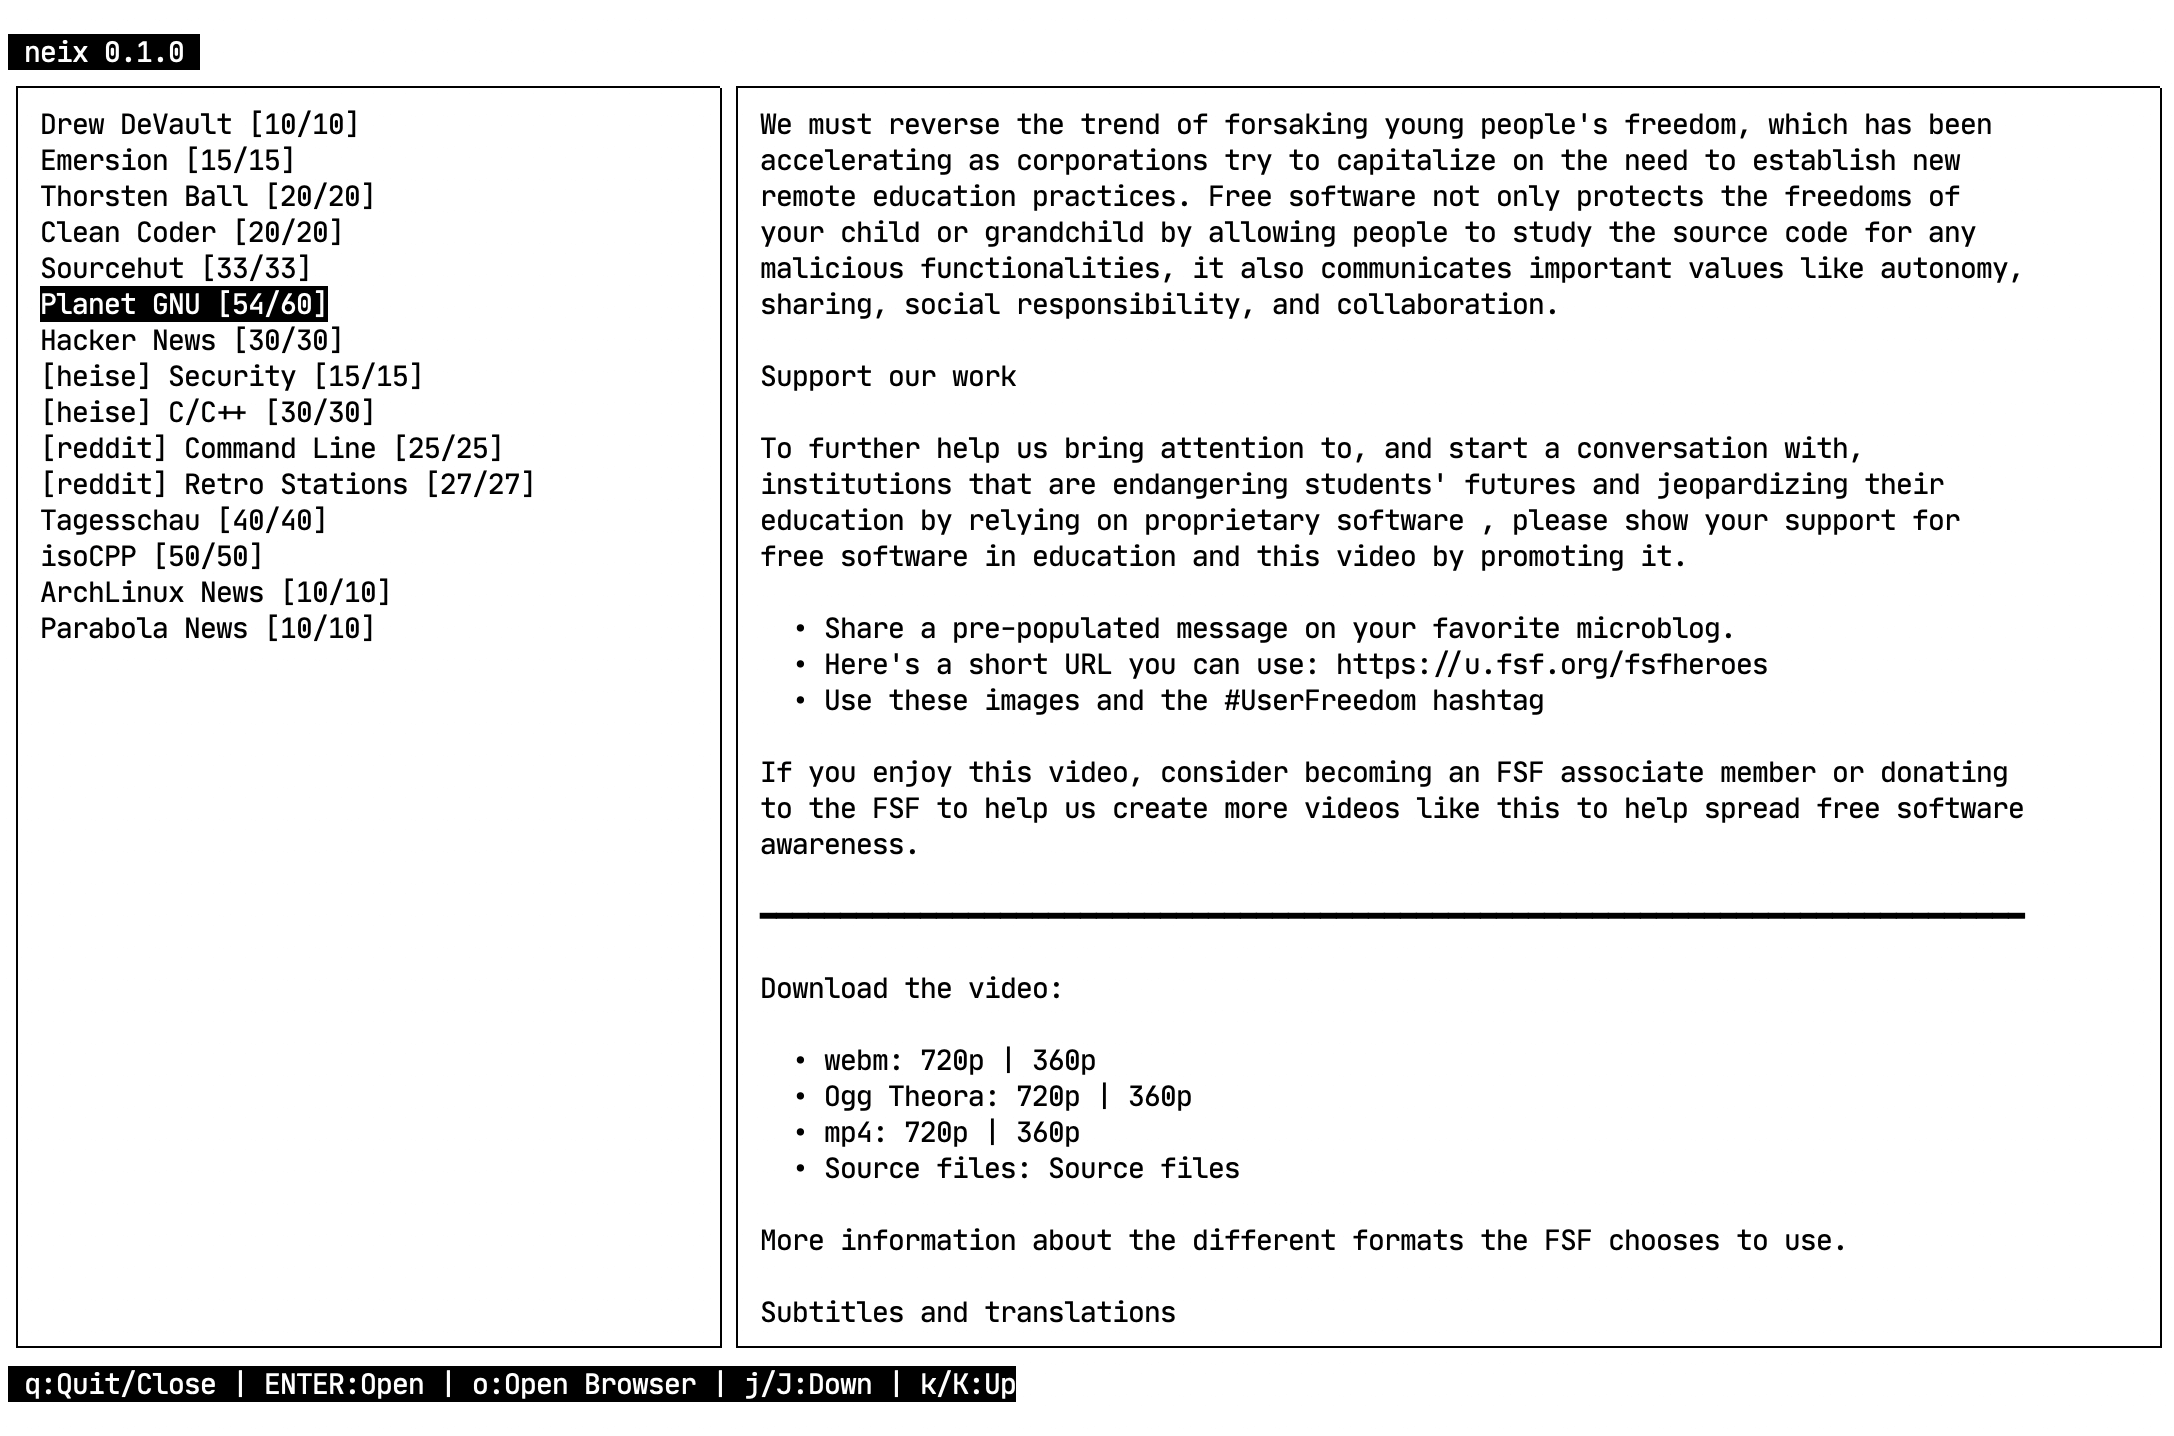 neix 0.1.0
Drew DeVault [10/10]
Emersion [15/15]
Thorsten Ball [20/20]
Clean Coder [20/20]
Sourcehut [33/33]
Planet GNU [54/60]
Hacker News [30/30]
[heise] Security [15/15]
[heise] C/C++ [30/30]
[reddit] Command Line [25/25]
[reddit] Retro Stations [27/27]
Tagesschau [40/40]
isoCPP [50/50]
ArchLinux News [10/10]
Parabola News [10/10]
We must reverse the trend of forsaking young people's freedom, which has been
accelerating as corporations try to capitalize on the need to establish new
remote education practices. Free software not only protects the freedoms of
your child or grandchild by allowing people to study the source code for any
malicious functionalities, it also communicates important values like autonomy,
sharing, social responsibility, and collaboration.
Support our work
To further help us bring attention to, and start a conversation with,
institutions that are endangering students' futures and jeopardizing their
education by relying on proprietary software , please show your support for
free software in education and this video by promoting it.
• Share a pre-populated message on your favorite microblog.
• Here's a short URL you can use: https://u.fsf.org/fsfheroes
• Use these images and the #UserFreedom hashtag
If you enjoy this video, consider becoming an FSF associate member or donating
to the FSF to help us create more videos like this to help spread free software
awareness.
Download the video:
• webm: 720p | 360p
• Ogg Theora: 720p | 360p
• mp4: 720p | 360p
• Source files: Source files
More information about the different formats the FSF chooses to use.
Subtitles and translations
q:Quit/Close | ENTER:Open | o:Open Browser | j/J:Down | k/K:Up